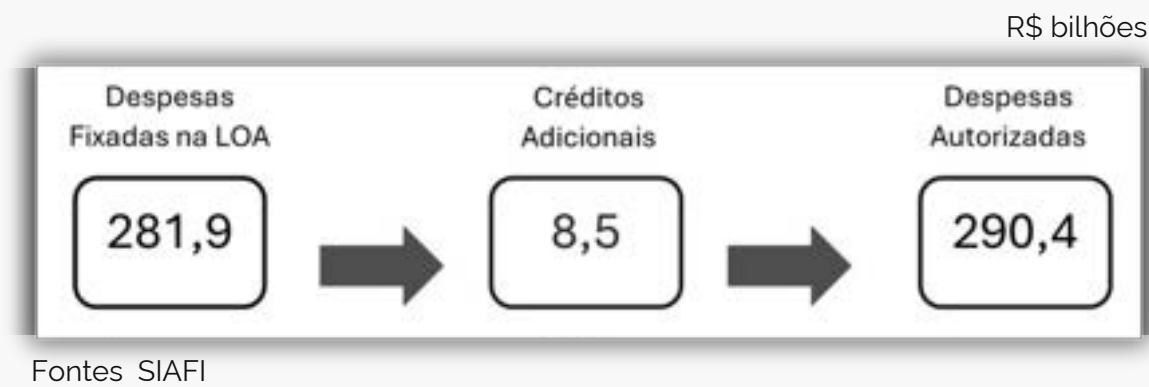 R$ bilhões
Despesas
Fixadas na LOA
Créditos
Adicionais
Despesas
Autorizadas
281,9
8,5
290,4
Fontes SIAFI